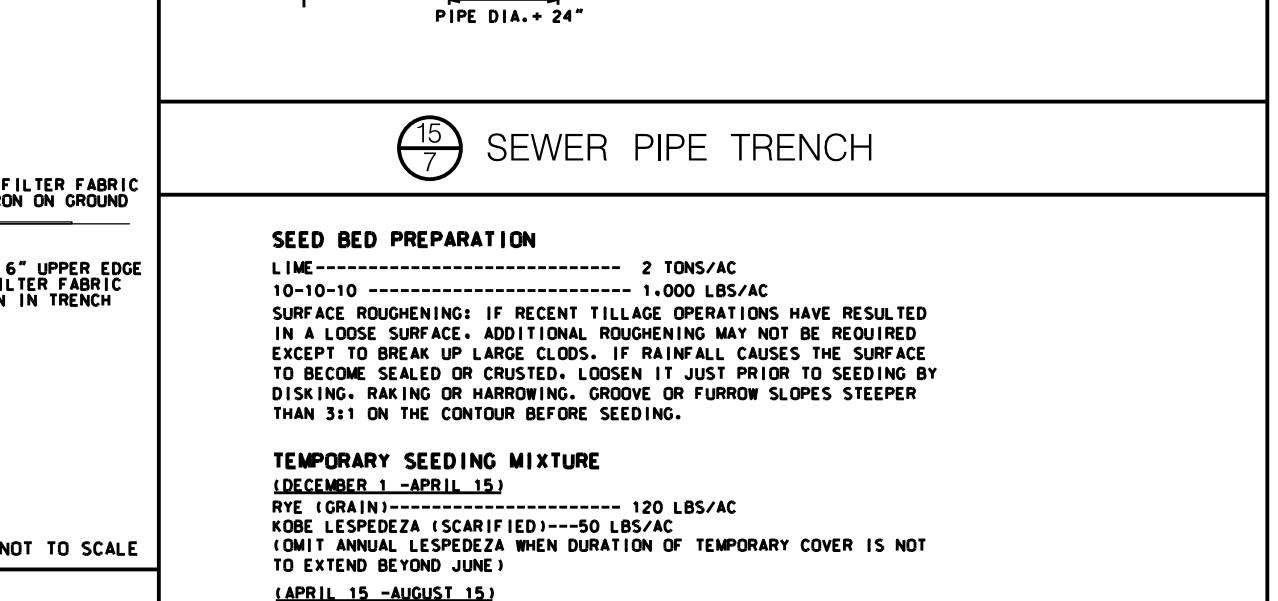 PIPE DIA.+ 24"
15
7
SEWER PIPE TRENCH
FILTER FABRIC
ON GROUND
6" UPPER EDGE
FABRIC
IN TRENCH
NOT TO SCALE
SEED BED PREPARATION
LIME----------------------------- 2 TONS/AC
10-10-10 ------------------------- 1.000 LBS/AC
SURFACE ROUGHENING: IF RECENT TILLAGE OPERATIONS HAVE RESULTED
IN A LOOSE SURFACE. ADDITIONAL ROUGHENING MAY NOT BE REQUIRED
EXCEPT TO BREAK UP LARGE CLODS. IF RAINFALL CAUSES THE SURFACE
TO BECOME SEALED OR CRUSTED. LOOSEN IT JUST PRIOR TO SEEDING BY
DISKING. RAKING OR HARROWING. GROOVE OR FURROW SLOPES STEEPER
THAN 3:1 ON THE CONTOUR BEFORE SEEDING.
TEMPORARY SEEDING MIXTURE
(DECEMBER 1 -APRIL 15)
RYE (GRAIN)---------------------- 120 LBS/AC
KOBE LESPEDEZA (SCARIFIED)---50 LBS/AC
(OMIT ANNUAL LESPEDEZA WHEN DURATION OF TEMPORARY COVER IS NOT
TO EXTEND BEYOND JUNE)
(APRIL 15 -AUGUST 15)